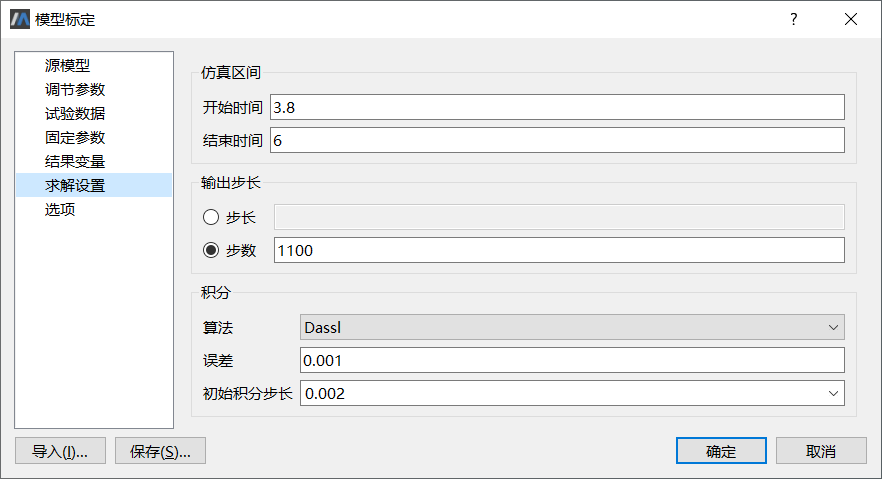 模型标定
?
源模型
调节参数
试验数据
固定参数
结果变量
求解设置
选项
仿真区间
开始时间 3.8
结束时间 6
输出步长
步长
步数 1100
积分
算法 Dassl
误差 0.001
初始积分步长 0.002
导入(I)... 保存(S)... 确定 取消